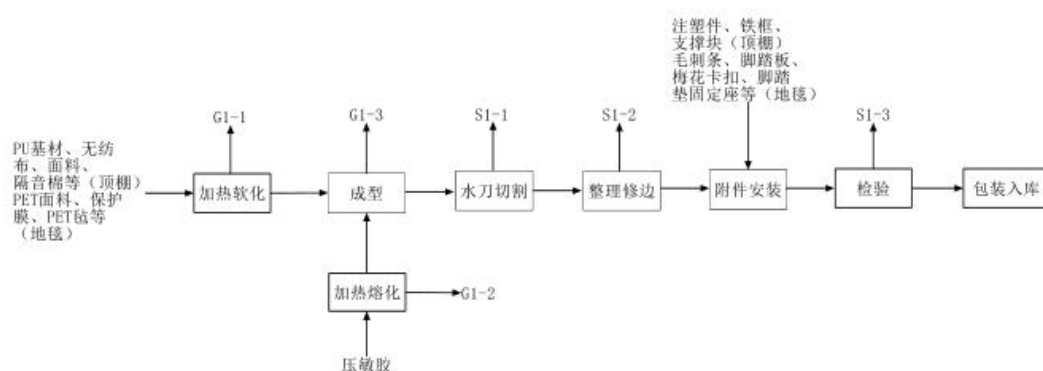 注塑件、铁框、
支撑块（顶棚）
毛刺条、脚踏板、
梅花卡扣、脚踏
垫固定座等（地毯）
G1-1
G1-3
S1-1
S1-2
S1-3
PU基材、无纺
布、面料、
隔音棉等（顶棚）
PET面料、保护
膜、PET毡等
（地毯）
加热软化
成型
水刀切割
整理修边
附件安装
检验
包装入库
加热熔化
G1-2
压敏胶